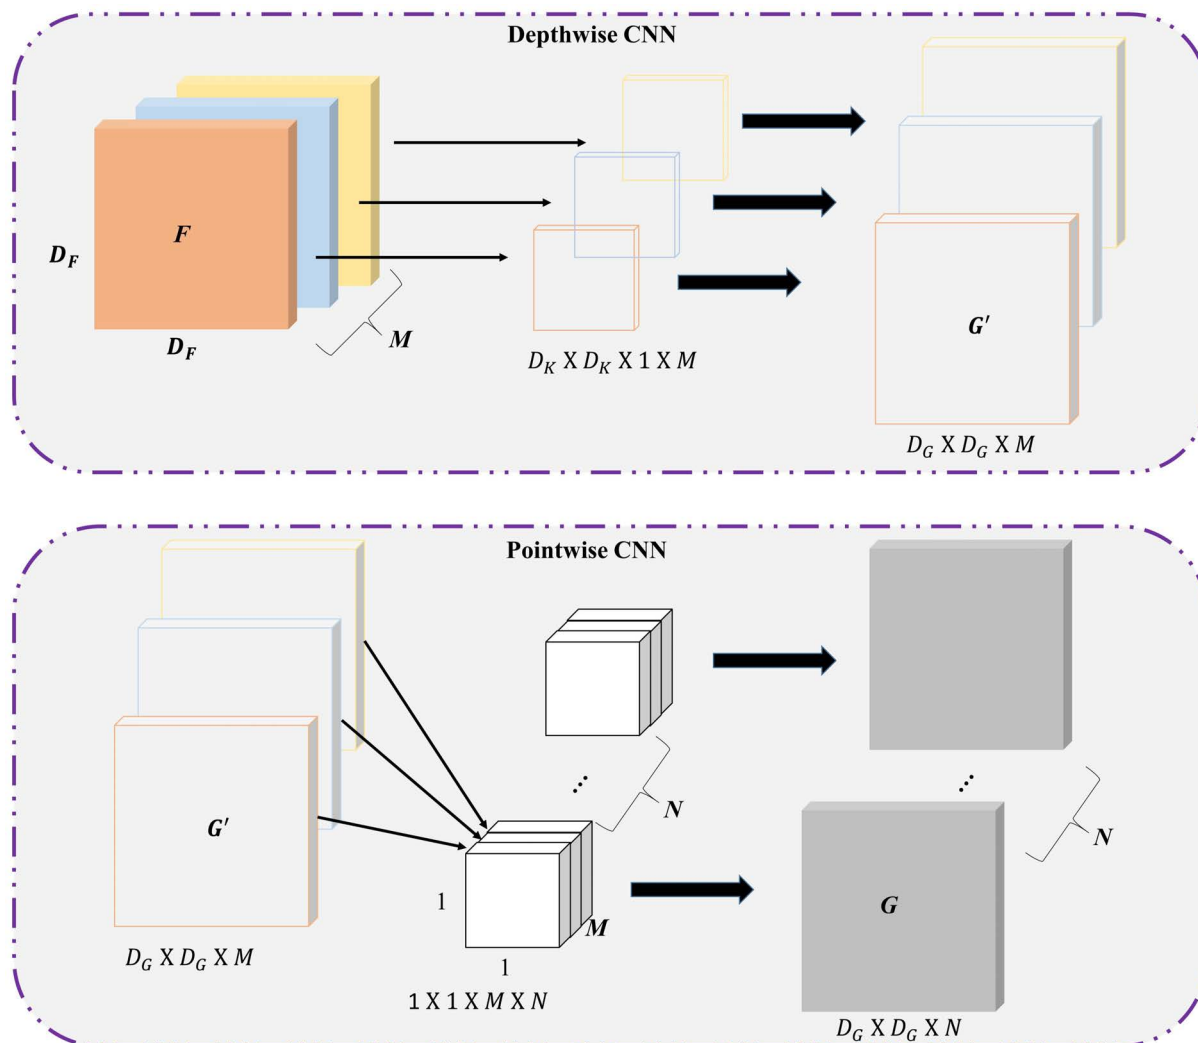 Depthwise CNN
F
D_F
D_F
M
D_K X D_K X 1 X M
G′
D_G X D_G X M
Pointwise CNN
G′
D_G X D_G X M
⋰
N
1
M
1
1 X 1 X M X N
⋰
N
G
D_G X D_G X N